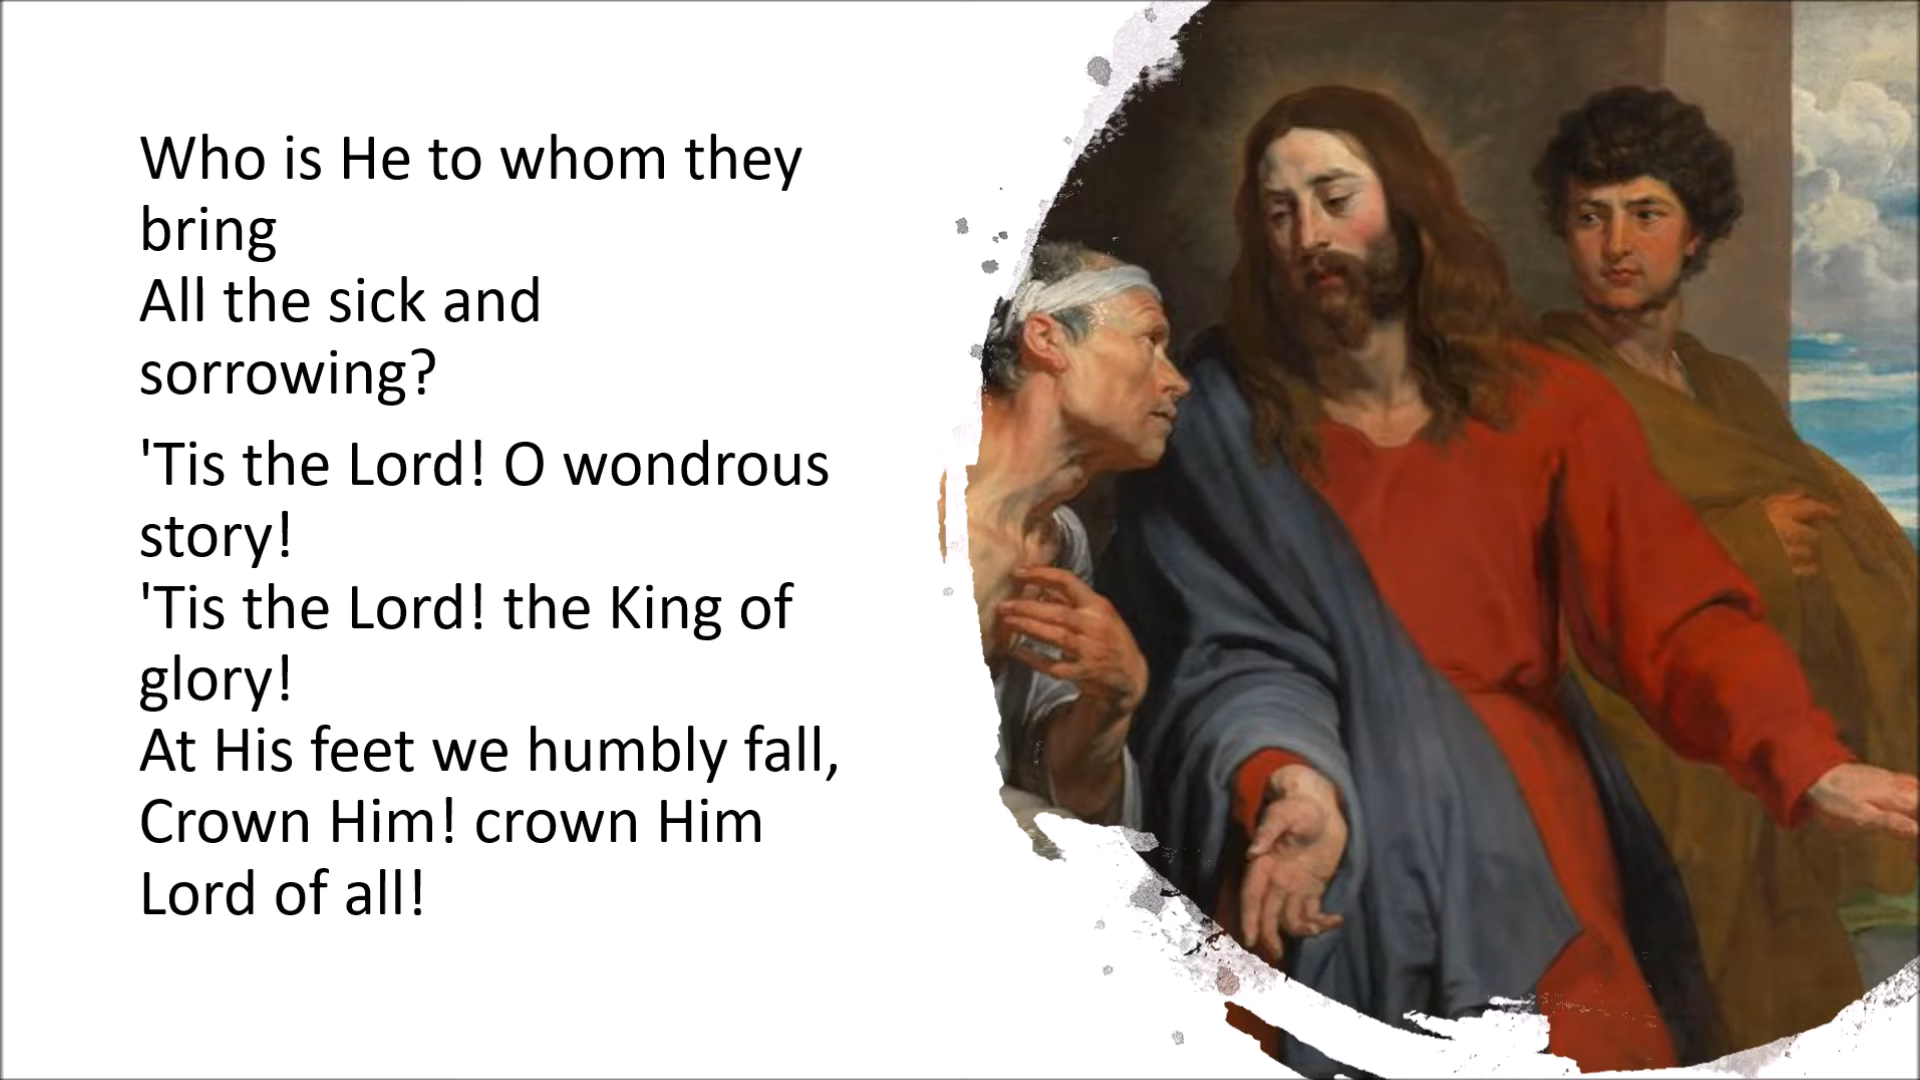 Who is He to whom they
bring
All the sick and
sorrowing?
'Tis the Lord! O wondrous
story!
'Tis the Lord! the King of
glory!
At His feet we humbly fall,
Crown Him! crown Him
Lord of all!